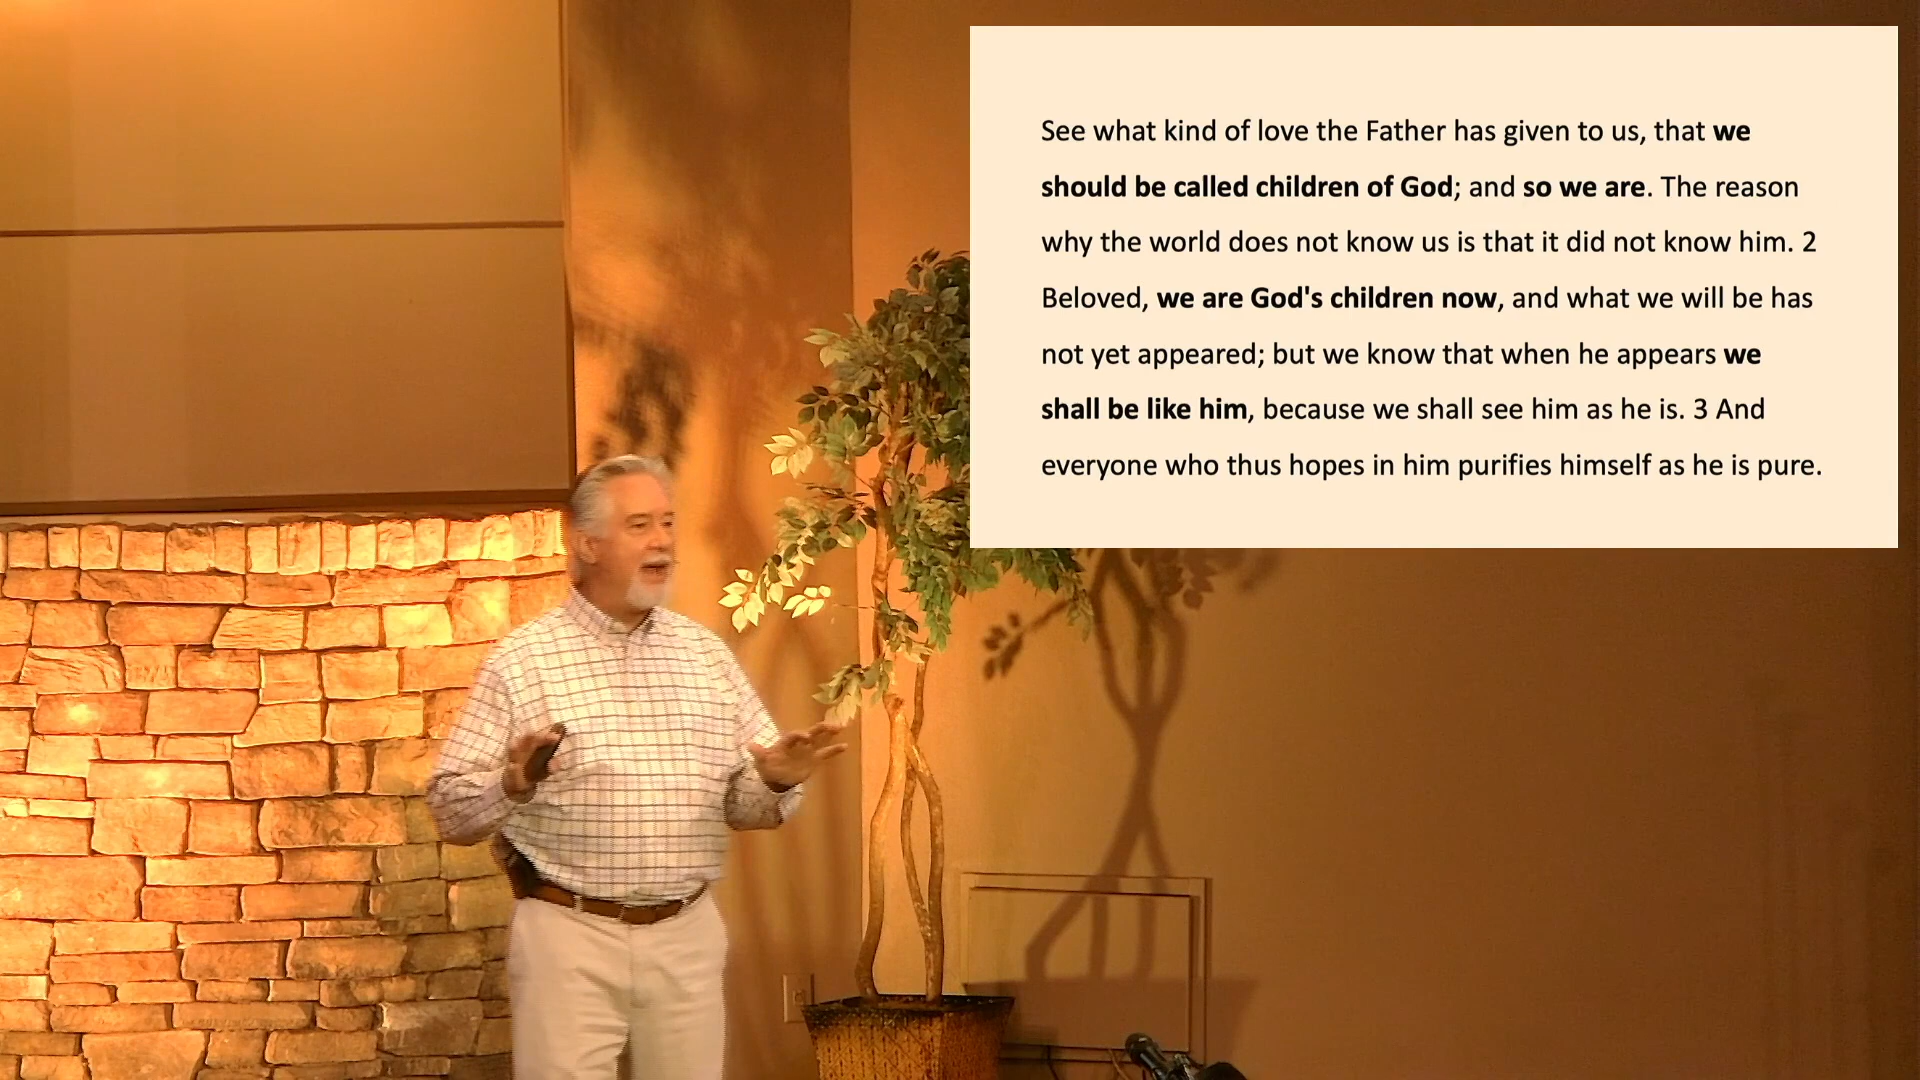 See what kind of love the Father has given to us, that we
should be called children of God; and so we are. The reason
why the world does not know us is that it did not know him. 2
Beloved, we are God's children now, and what we will be has
not yet appeared; but we know that when he appears we
shall be like him, because we shall see him as he is. 3 And
everyone who thus hopes in him purifies himself as he is pure.